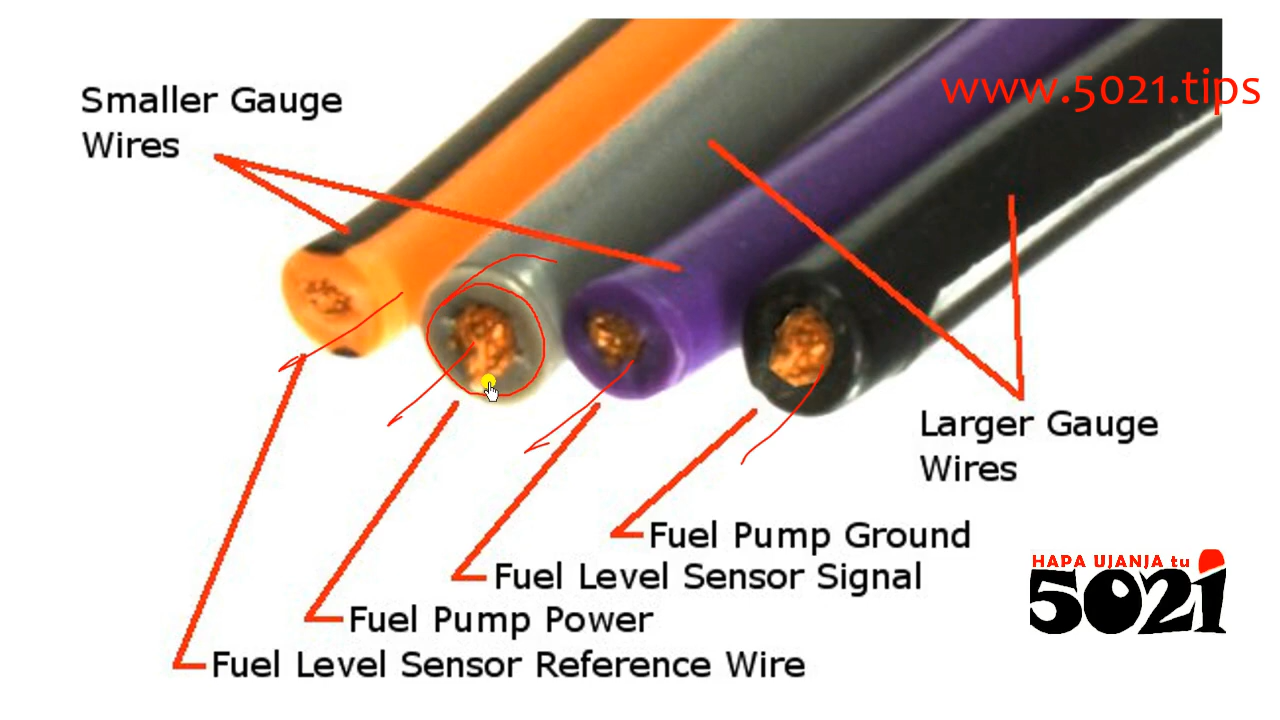 Smaller Gauge
Wires
www.5021.tips
Larger Gauge
Wires
Fuel Pump Ground
Fuel Level Sensor Signal
Fuel Pump Power
Fuel Level Sensor Reference Wire
HAPA UJANJA tu
5021